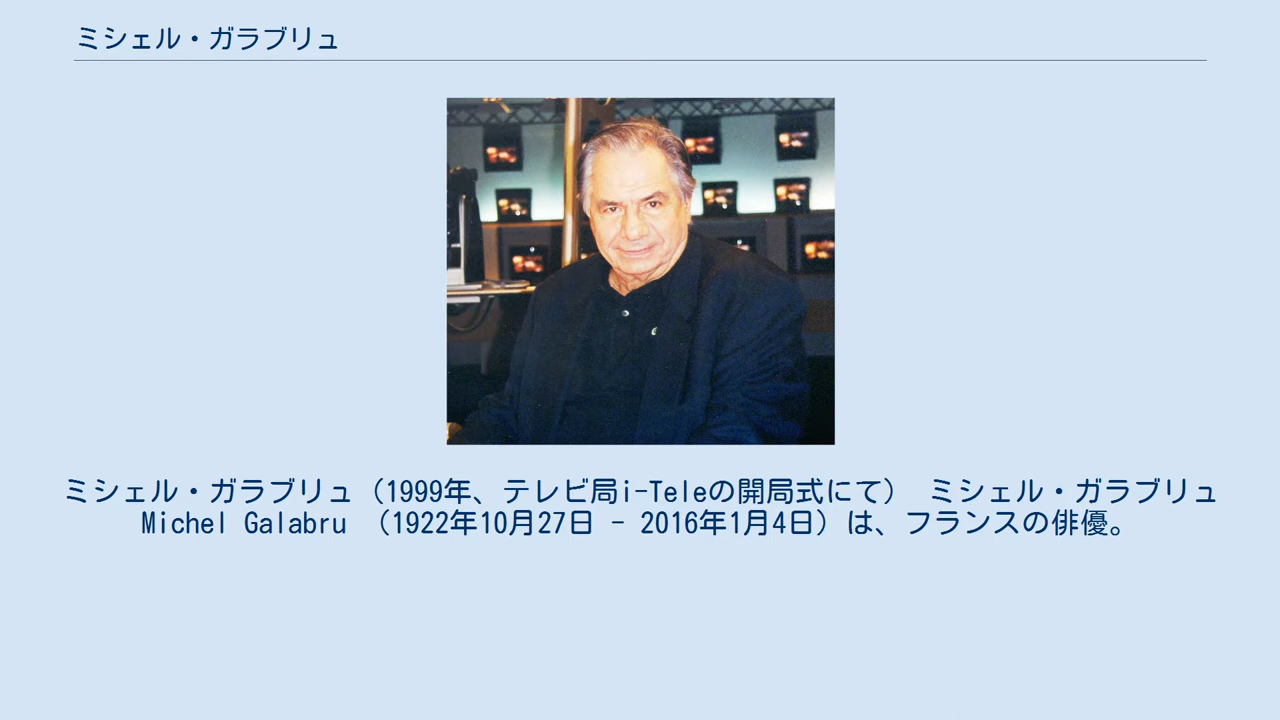 ミシェル・ガラブリュ
ミシェル・ガラブリュ（1999年、テレビ局i-Teleの開局式にて） ミシェル・ガラブリュ
Michel Galabru （1922年10月27日 - 2016年1月4日）は、フランスの俳優。